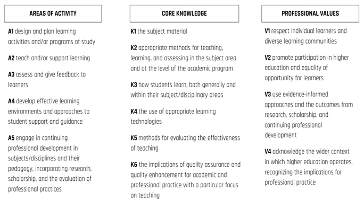 AREAS OF ACTIVITY
A1 design and plan learning
activities and/or programs of study
A2 teach and/or support learning
A3 assess and give feedback to
learners
A4 develop effective learning
environments and approaches to
student support and guidance
A5 engage in continuing
professional development in
subjects/disciplines and their
pedagogy, incorporating research,
scholarship, and the evaluation of
professional practices
CORE KNOWLEDGE
K1 the subject material
K2 appropriate methods for teaching,
learning, and assessing in the subject area
and at the level of the academic program
K3 how students learn, both generally and
within their subject/disciplinary areas
K4 the use of appropriate learning
technologies
K5 methods for evaluating the effectiveness
of teaching
K6 the implications of quality assurance and
quality enhancement for academic and
professional practice with a particular focus
on teaching
PROFESSIONAL VALUES
V1 respect individual learners and
diverse learning communities
V2 promote participation in higher
education and equality of
opportunity for learners
V3 use evidence-informed
approaches and the outcomes from
research, scholarship, and
continuing professional
development
V4 acknowledge the wider context
in which higher education operates,
recognizing the implications for
professional practice